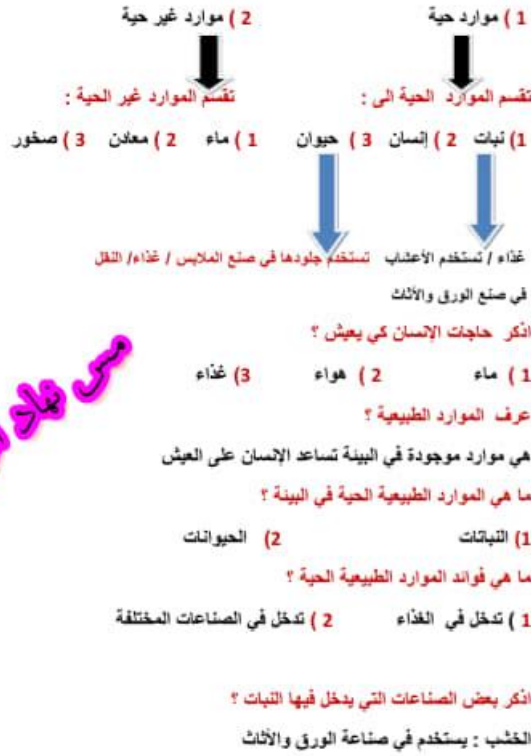 1 ) موارد حية 2 ) موارد غير حية
تقسم الموارد الحية الى : تقسم الموارد غير الحية :
1) نبات 2 ) إنسان 3 ) حيوان 1 ) ماء 2 ) معادن 3 ) صخور
غذاء / تستخدم الأعشاب تستخدم جلودها في صنع الملابس / غذاء/ النقل
في صنع الورق والأثاث
اذكر حاجات الإنسان كي يعيش ؟
1 ) ماء 2 ) هواء 3) غذاء
عرف الموارد الطبيعية ؟
هي موارد موجودة في البيئة تساعد الإنسان على العيش
ما هي الموارد الطبيعية الحية في البيئة ؟
1) النباتات 2) الحيوانات
ما هي فوائد الموارد الطبيعية الحية ؟
1 ) تدخل في الغذاء 2 ) تدخل في الصناعات المختلفة
اذكر بعض الصناعات التي يدخل فيها النبات ؟
الخشب : يستخدم في صناعة الورق والأثاث
مس نهاد